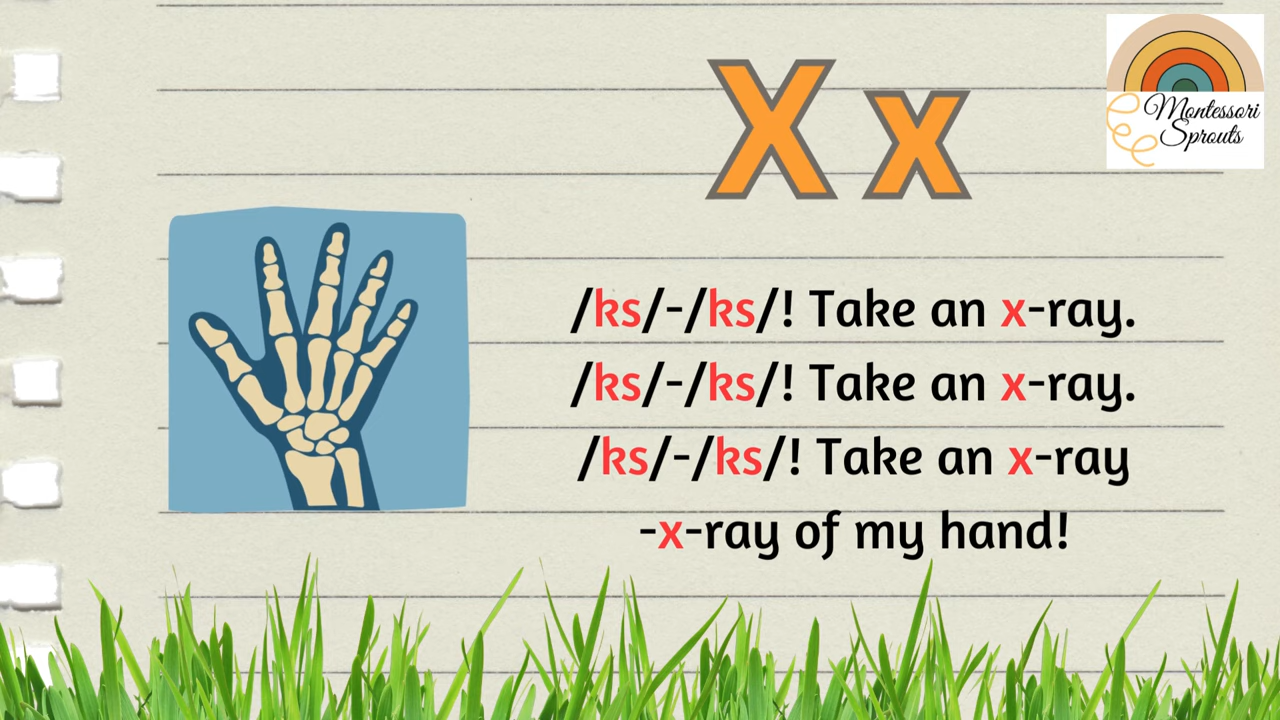 X x
Montessori
Sprouts
/ks/-/ks/! Take an x-ray.
/ks/-/ks/! Take an x-ray.
/ks/-/ks/! Take an x-ray
-x-ray of my hand!